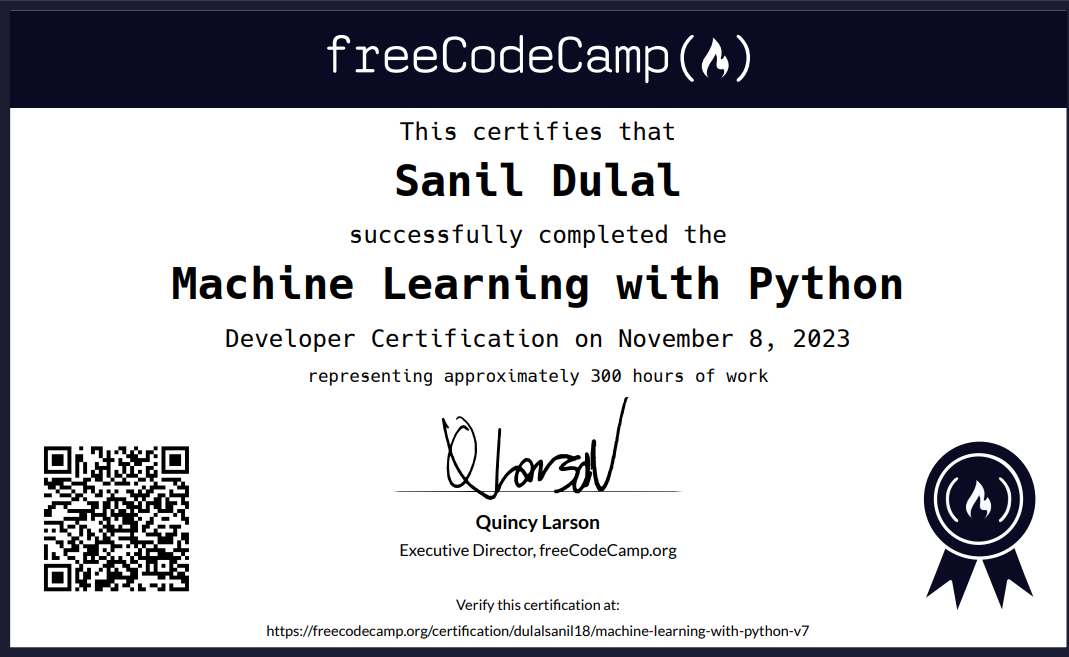 freeCodeCamp
This certifies that
Sanil Dulal
successfully completed the
Machine Learning with Python
Developer Certification on November 8, 2023
representing approximately 300 hours of work
Q Larson
Quincy Larson
Executive Director, freeCodeCamp.org
Verify this certification at:
https://freecodecamp.org/certification/dulalsanil18/machine-learning-with-python-v7